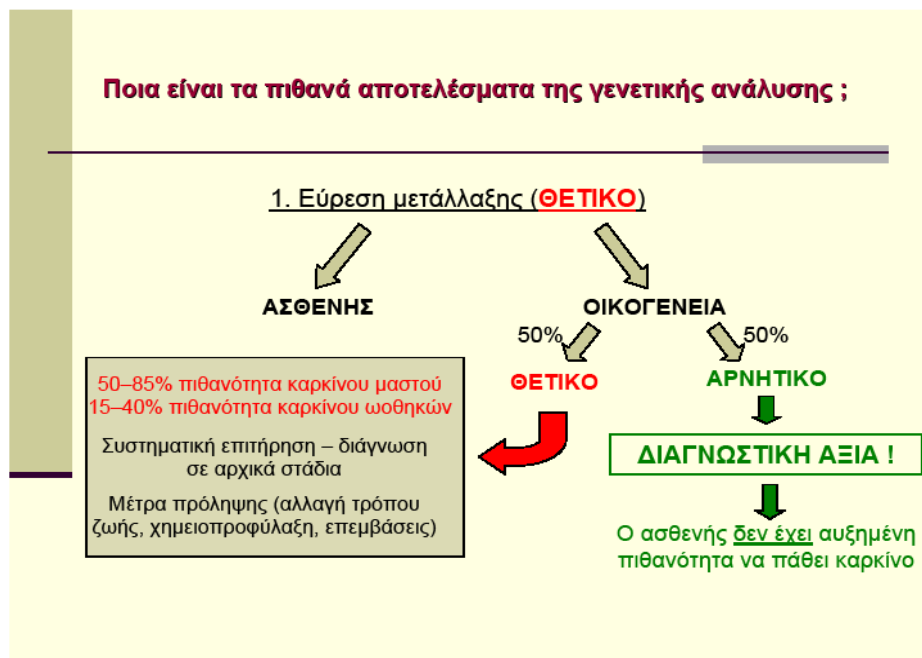 Ποια είναι τα πιθανά αποτελέσματα της γενετικής ανάλυσης ;
1. Εύρεση μετάλλαξης (ΘΕΤΙΚΟ)
ΑΣΘΕΝΗΣ
ΟΙΚΟΓΕΝΕΙΑ
50%
50%
ΘΕΤΙΚΟ
ΑΡΝΗΤΙΚΟ
50–85% πιθανότητα καρκίνου μαστού
15–40% πιθανότητα καρκίνου ωοθηκών
Συστηματική επιτήρηση – διάγνωση
σε αρχικά στάδια
Μέτρα πρόληψης (αλλαγή τρόπου
ζωής, χημειοπροφύλαξη, επεμβάσεις)
ΔΙΑΓΝΩΣΤΙΚΗ ΑΞΙΑ !
Ο ασθενής δεν έχει αυξημένη
πιθανότητα να πάθει καρκίνο